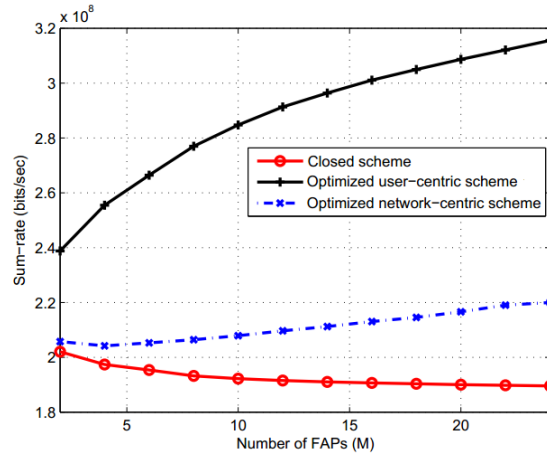 x 10^8
3.2
3
2.8
2.6
2.4
2.2
2
1.8
Sum-rate (bits/sec)
Closed scheme
Optimized user-centric scheme
Optimized network-centric scheme
5 10 15 20
Number of FAPs (M)